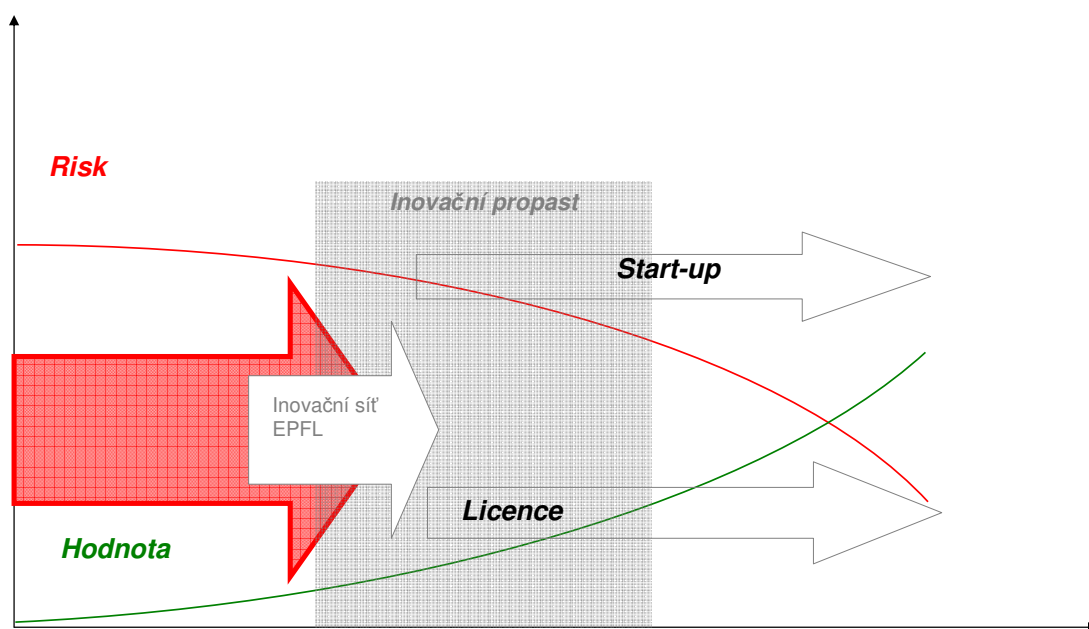 Risk
Inovační propast
Start-up
Inovační síť
EPFL
Licence
Hodnota